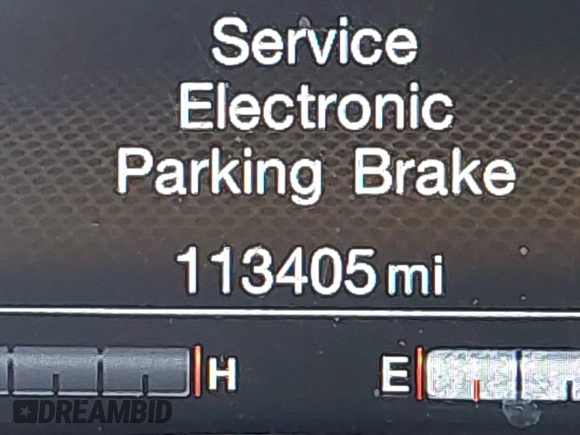 Service
Electronic
Parking Brake
113405 mi
H E
DREAMBID